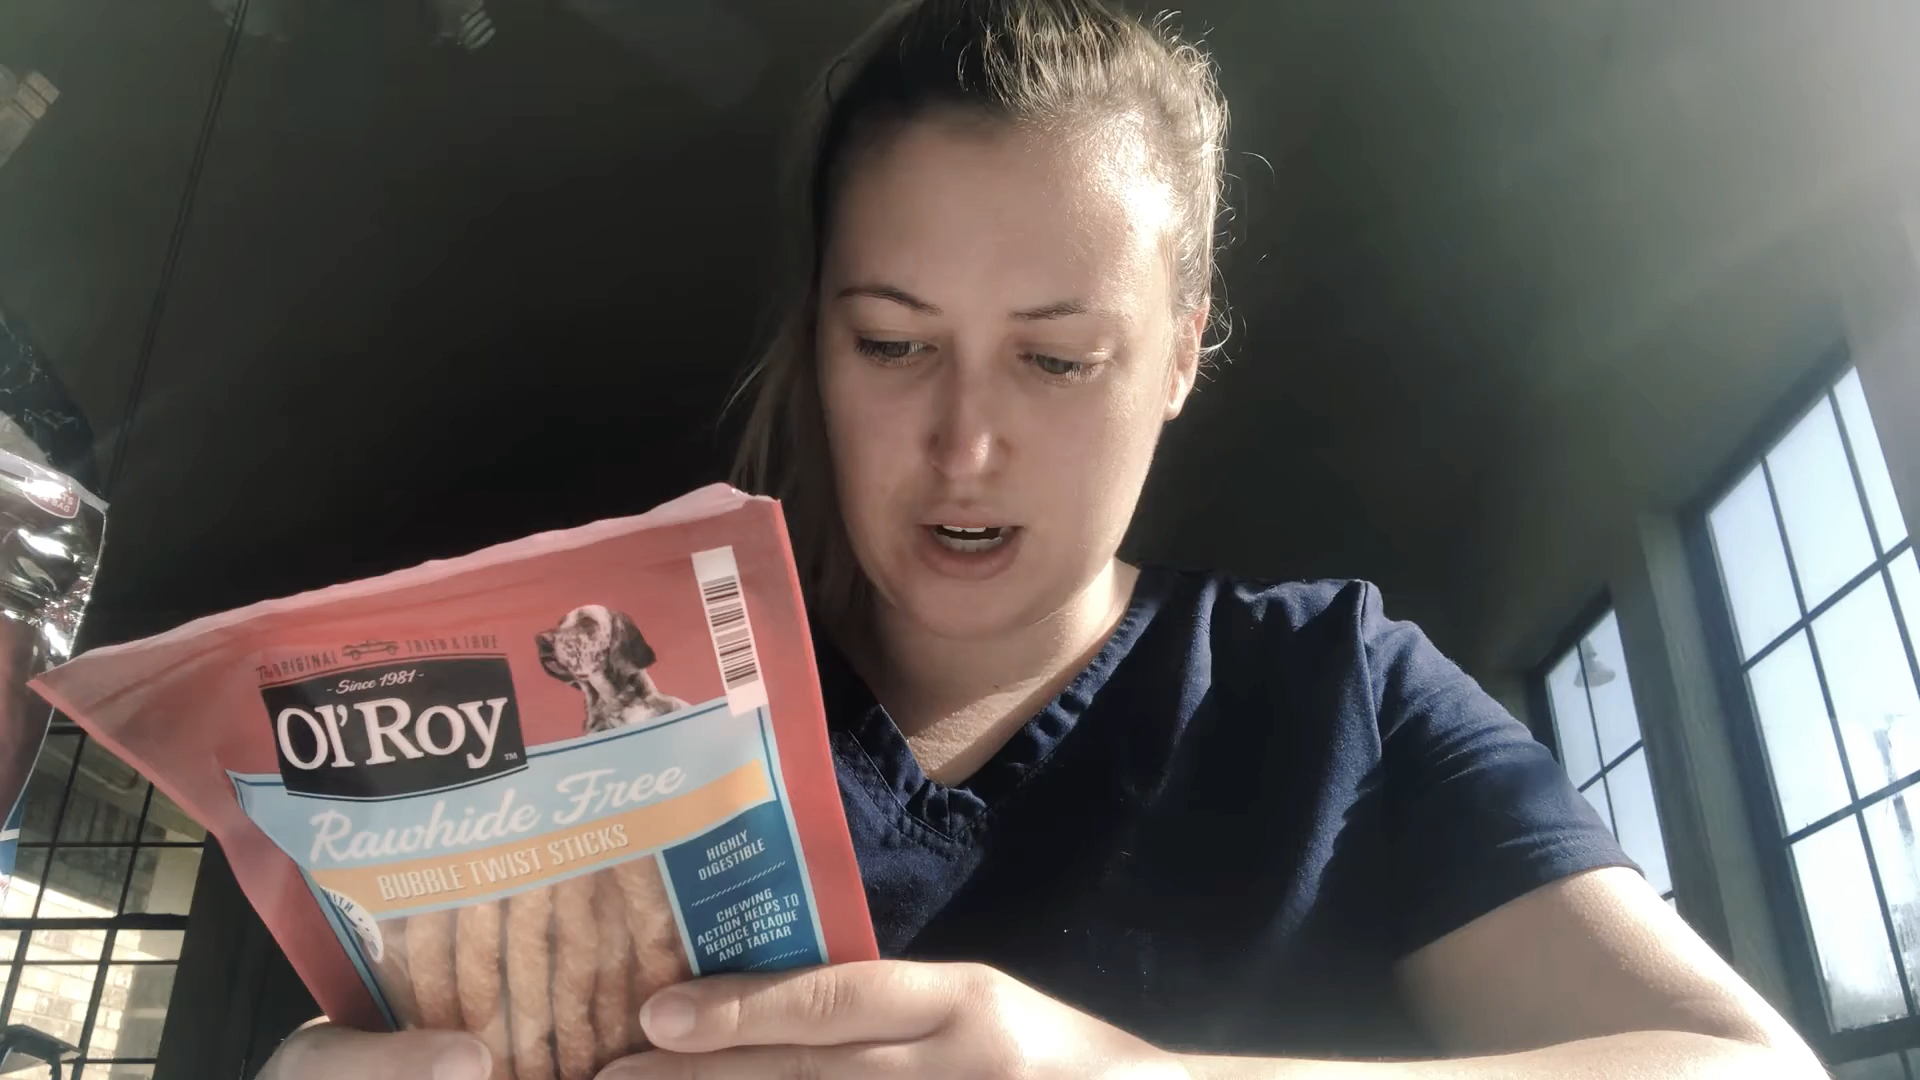 The ORIGINAL TRIED & TRUE
- Since 1981 -
Ol' Roy™
Rawhide Free
BUBBLE TWIST STICKS
HIGHLY
DIGESTIBLE
CHEWING
ACTION HELPS TO
REDUCE PLAQUE
AND TARTAR